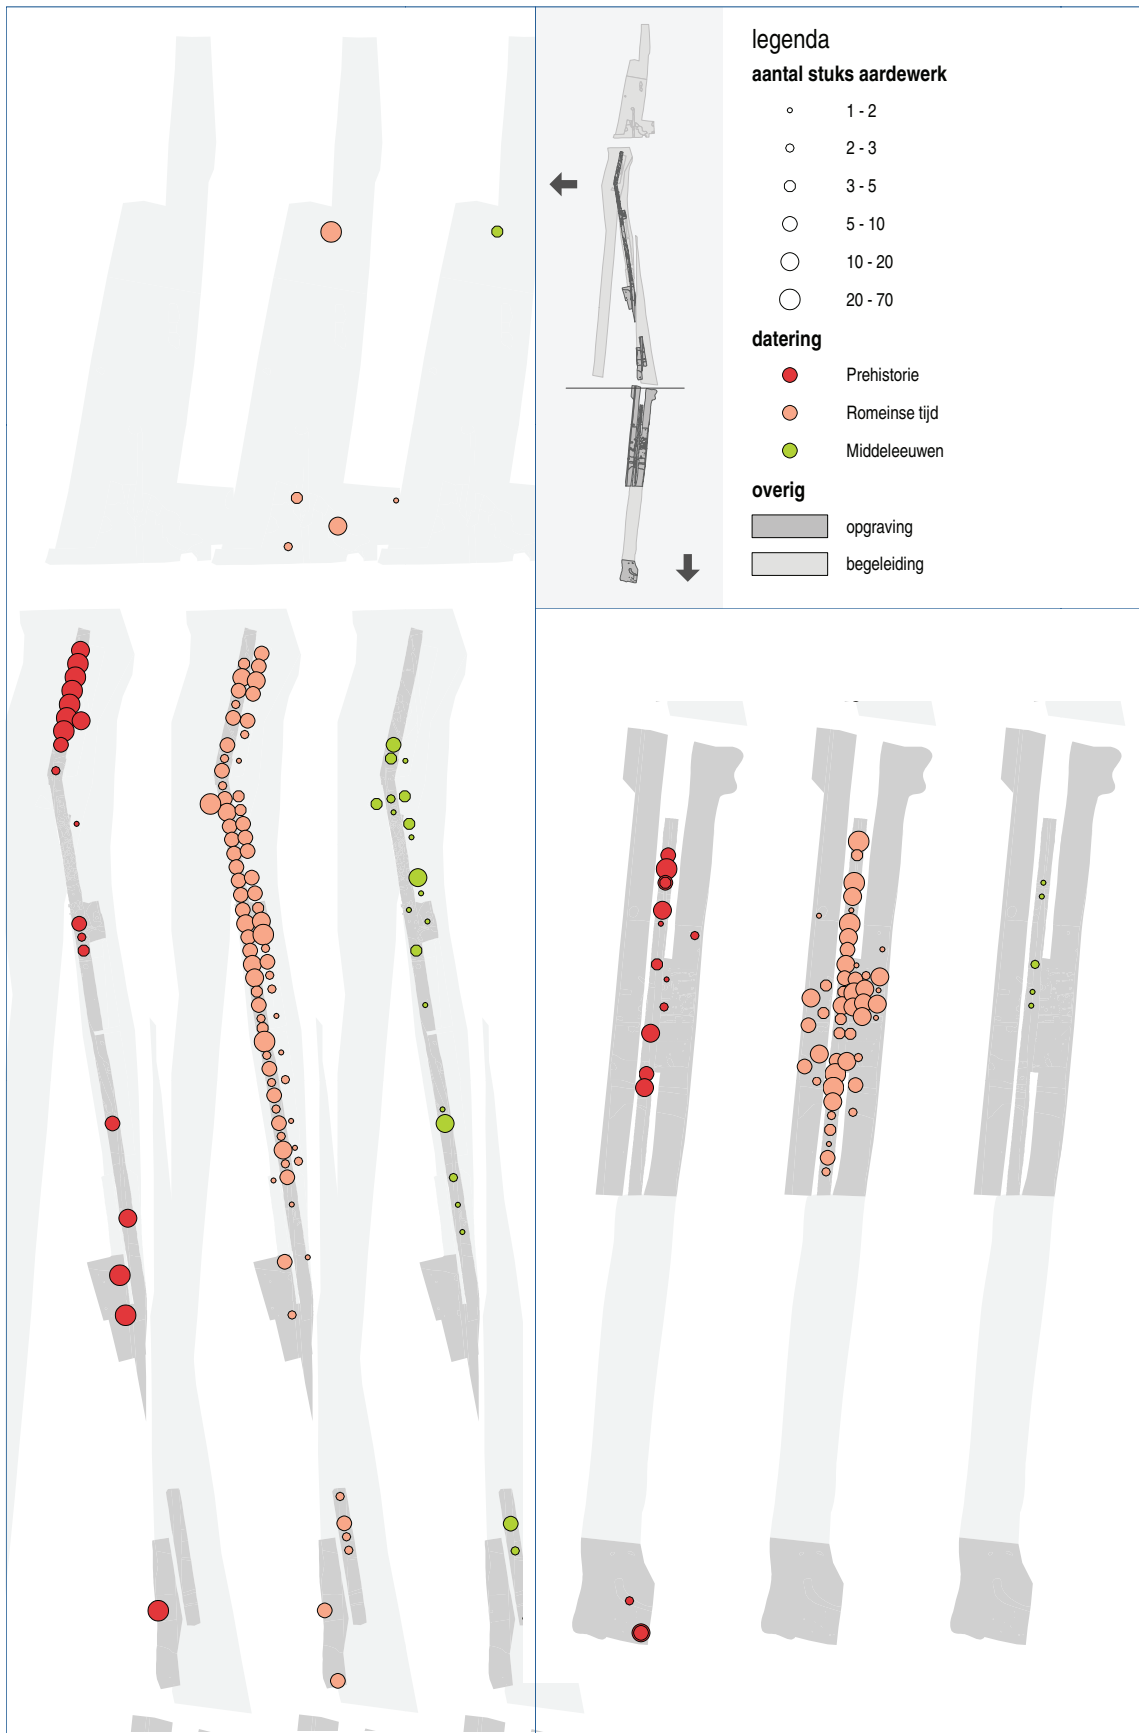 legenda
aantal stuks aardewerk
1 - 2
2 - 3
3 - 5
5 - 10
10 - 20
20 - 70
datering
Prehistorie
Romeinse tijd
Middeleeuwen
overig
opgraving
begeleiding